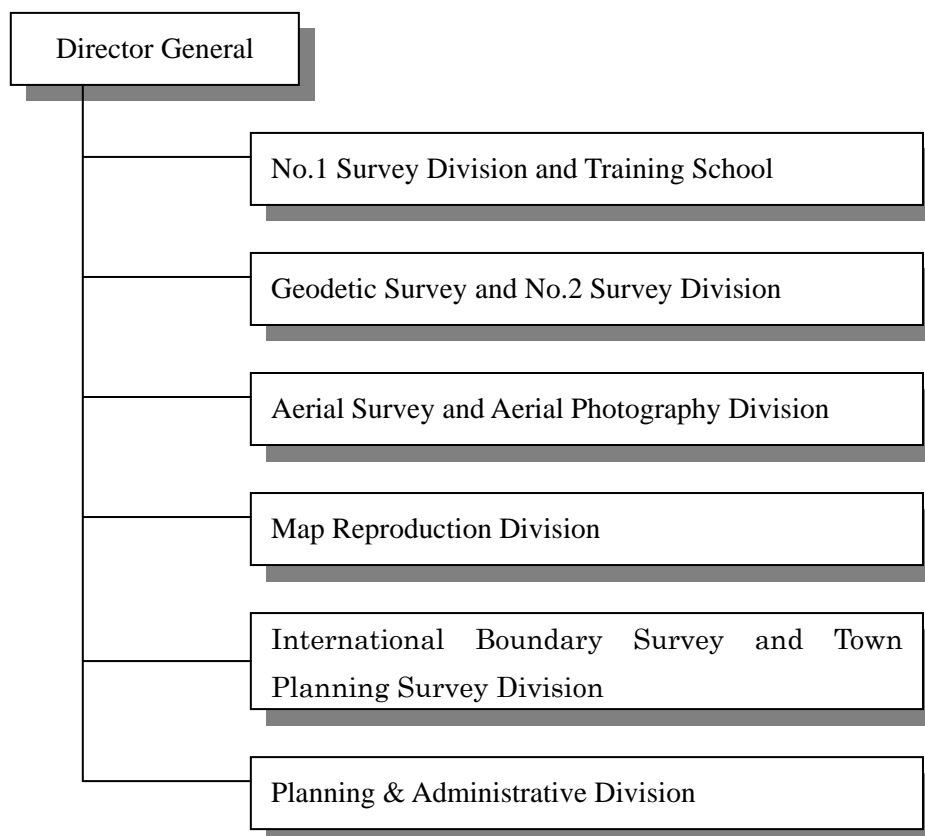 Director General
No.1 Survey Division and Training School
Geodetic Survey and No.2 Survey Division
Aerial Survey and Aerial Photography Division
Map Reproduction Division
International Boundary Survey and Town
Planning Survey Division
Planning & Administrative Division